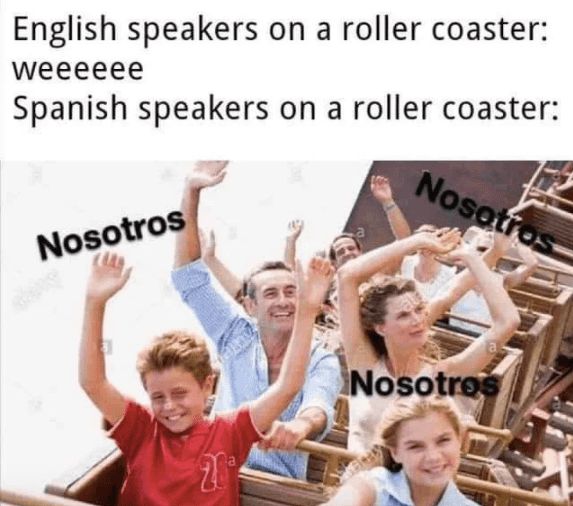 English speakers on a roller coaster:
weeeeee
Spanish speakers on a roller coaster:
Nosotros
Nosotros
Nosotros